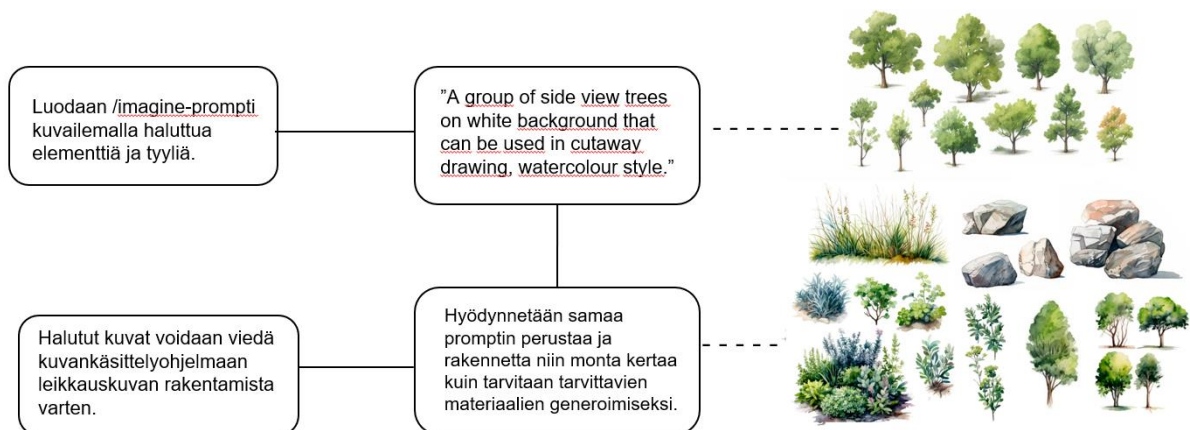 Luodaan /imagine-prompti
kuvailemalla haluttua
elementtiä ja tyyliä.
”A group of side view trees
on white background that
can be used in cutaway
drawing, watercolour style.”
Hyödynnetään samaa
promptin perustaa ja
rakennetta niin monta kertaa
kuin tarvitaan tarvittavien
materiaalien generoimiseksi.
Halutut kuvat voidaan viedä
kuvankäsittelyohjelmaan
leikkauskuvan rakentamista
varten.